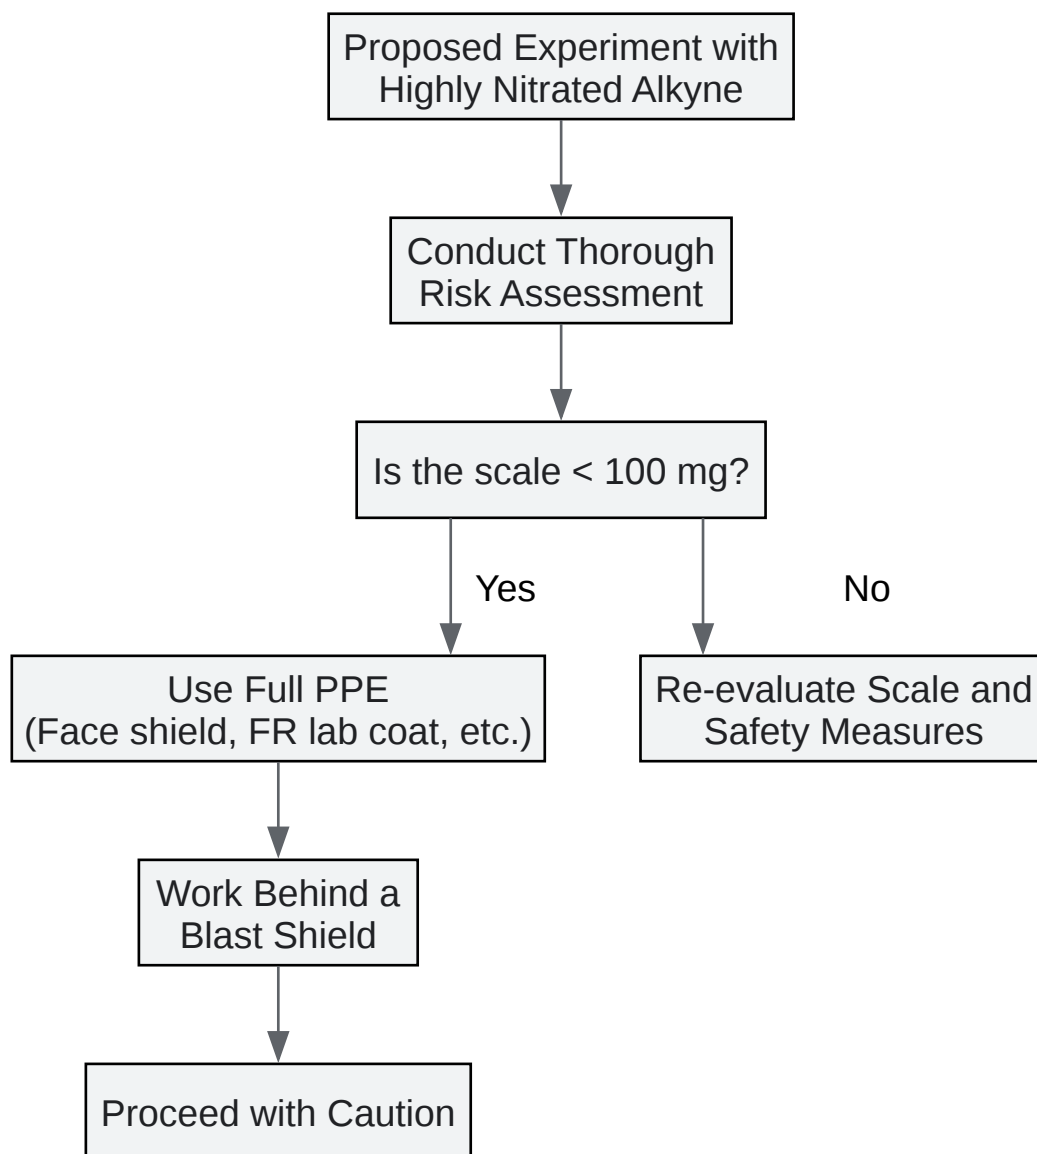 Proposed Experiment with
Highly Nitrated Alkyne
Conduct Thorough
Risk Assessment
Is the scale < 100 mg?
Yes
No
Use Full PPE
(Face shield, FR lab coat, etc.)
Re-evaluate Scale and
Safety Measures
Work Behind a
Blast Shield
Proceed with Caution